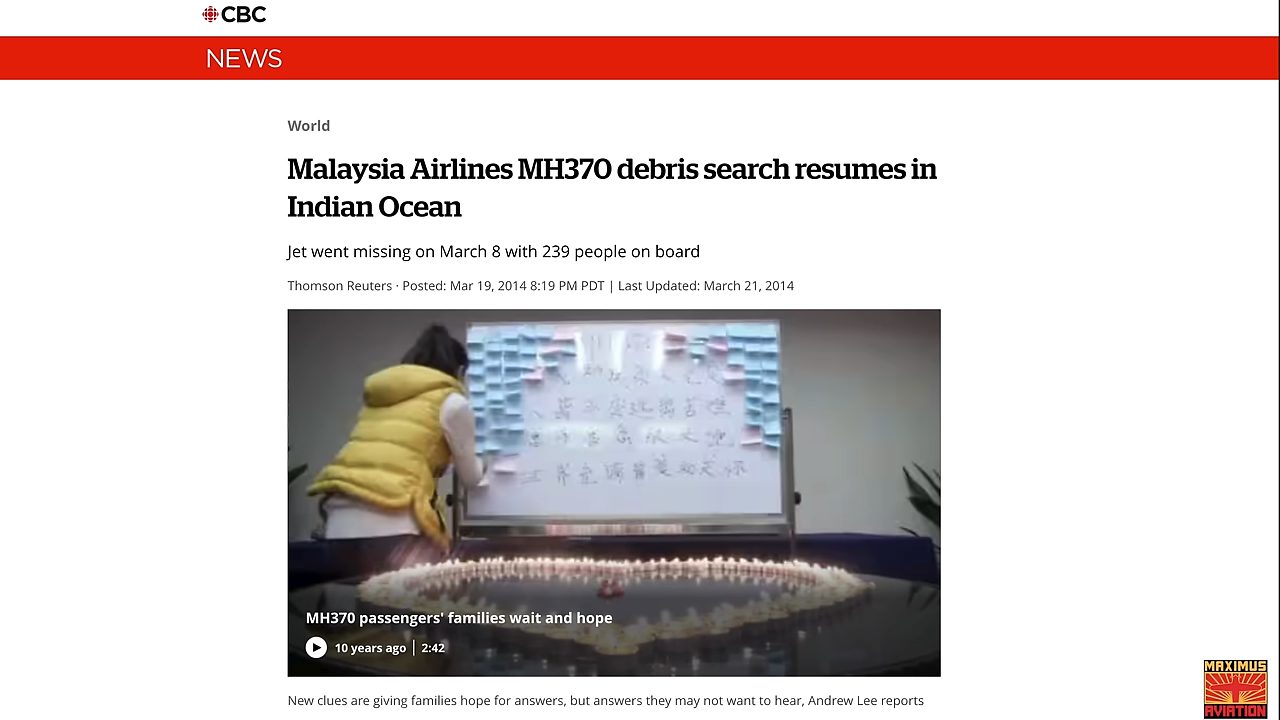 CBC
NEWS
World
Malaysia Airlines MH370 debris search resumes in
Indian Ocean
Jet went missing on March 8 with 239 people on board
Thomson Reuters · Posted: Mar 19, 2014 8:19 PM PDT | Last Updated: March 21, 2014
MH370 passengers' families wait and hope
10 years ago | 2:42
New clues are giving families hope for answers, but answers they may not want to hear, Andrew Lee reports
MAXIMUS
AVIATION